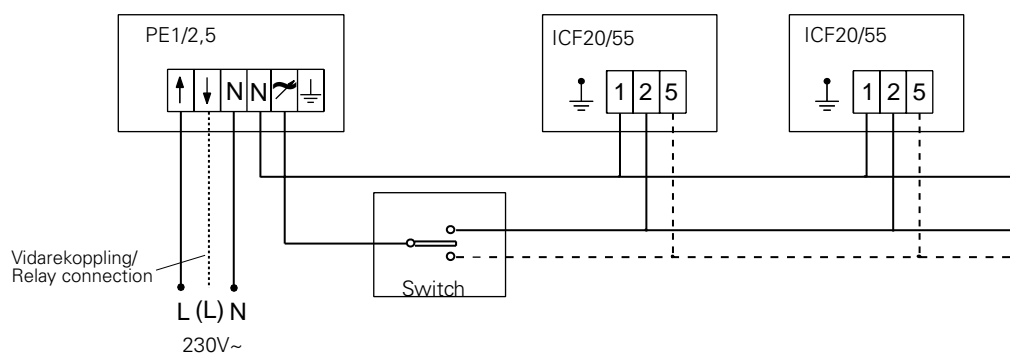 PE1/2,5
ICF20/55
ICF20/55
N N
1 2 5
1 2 5
Vidarekoppling/
Relay connection
Switch
L (L) N
230V~